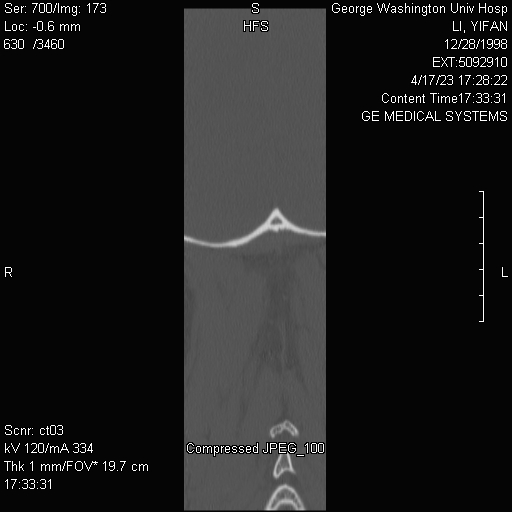 Ser: 700/Img: 173
Loc: -0.6 mm
630 /3460
S
HFS
George Washington Univ Hosp
LI, YIFAN
12/28/1998
EXT:5092910
4/17/23 17:28:22
Content Time17:33:31
GE MEDICAL SYSTEMS
R
L
Scnr: ct03
kV 120/mA 334
Thk 1 mm/FOV* 19.7 cm
17:33:31
Compressed JPEG_100